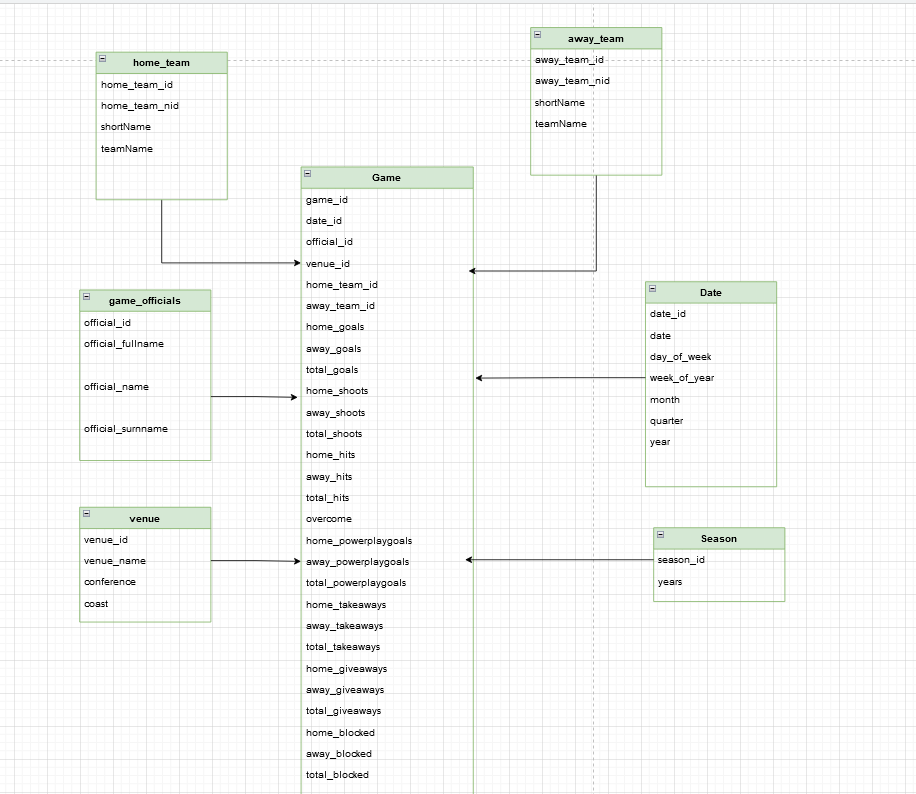 home_team
home_team_id
home_team_nid
shortName
teamName
away_team
away_team_id
away_team_nid
shortName
teamName
Game
game_id
date_id
official_id
venue_id
home_team_id
away_team_id
home_goals
away_goals
total_goals
home_shoots
away_shoots
total_shoots
home_hits
away_hits
total_hits
overcome
home_powerplaygoals
away_powerplaygoals
total_powerplaygoals
home_takeaways
away_takeaways
total_takeaways
home_giveaways
away_giveaways
total_giveaways
home_blocked
away_blocked
total_blocked
game_officials
official_id
official_fullname
official_name
official_surnname
venue
venue_id
venue_name
conference
coast
Date
date_id
date
day_of_week
week_of_year
month
quarter
year
Season
season_id
years